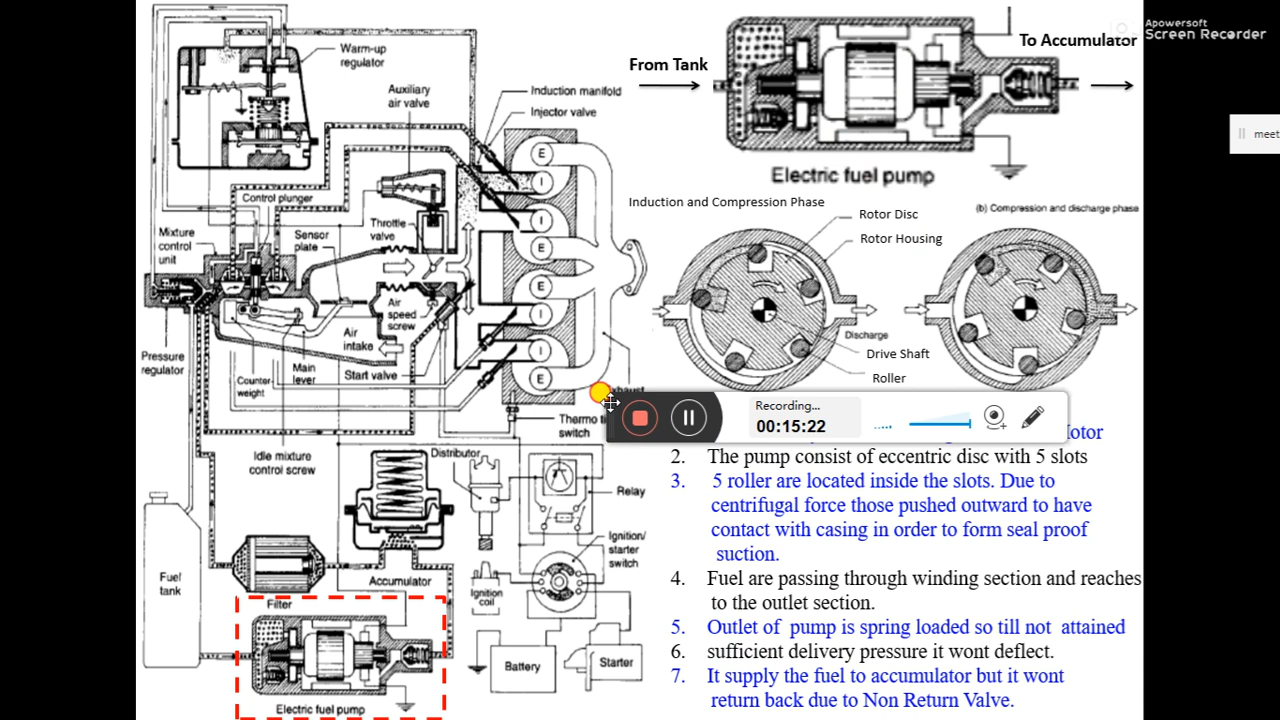 Apowersoft
Screen Recorder
Warm-up
regulator
Auxiliary
air valve
Induction manifold
Injector valve
From Tank
To Accumulator
Electric fuel pump
meet
Control plunger
Mixture
control
unit
Sensor
plate
Throttle
valve
E
I
I
E
E
I
I
E
Induction and Compression Phase
(b) Compression and discharge phase
Rotor Disc
Rotor Housing
Discharge
Drive Shaft
Roller
Air
speed
screw
Air
intake
Pressure
regulator
Main
lever
Counter-
weight
Start valve
Thermo
switch
Idle mixture
control screw
Distributor
Relay
Ignition/
starter
switch
Fuel
tank
Accumulator
Ignition
coil
Filter
Battery
Starter
Electric fuel pump
Recording...
00:15:22
2. The pump consist of eccentric disc with 5 slots
3. 5 roller are located inside the slots. Due to
centrifugal force those pushed outward to have
contact with casing in order to form seal proof
suction.
4. Fuel are passing through winding section and reaches
to the outlet section.
5. Outlet of pump is spring loaded so till not attained
6. sufficient delivery pressure it wont deflect.
7. It supply the fuel to accumulator but it wont
return back due to Non Return Valve.